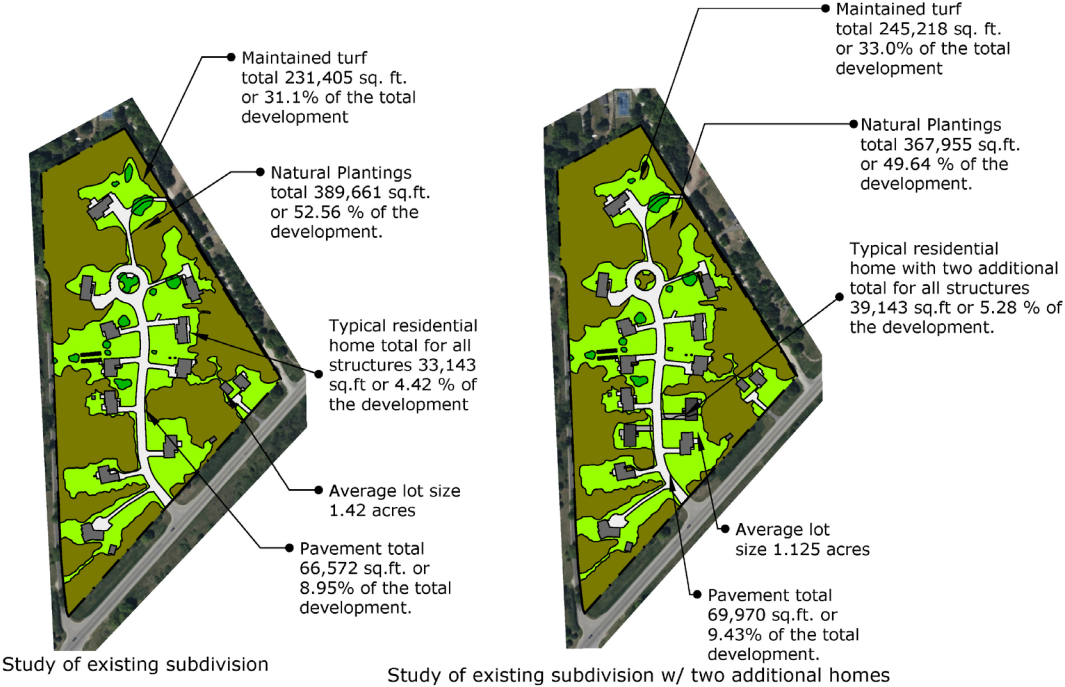 Maintained turf
total 231,405 sq. ft.
or 31.1% of the total
development
Natural Plantings
total 389,661 sq.ft.
or 52.56 % of the
development.
Typical residential
home total for all
structures 33,143
sq.ft or 4.42 % of
the development
Average lot size
1.42 acres
Pavement total
66,572 sq.ft. or
8.95% of the total
development.
Study of existing subdivision
Maintained turf
total 245,218 sq. ft.
or 33.0% of the total
development
Natural Plantings
total 367,955 sq.ft.
or 49.64 % of the
development.
Typical residential
home with two additional
total for all structures
39,143 sq.ft or 5.28 % of
the development.
Average lot
size 1.125 acres
Pavement total
69,970 sq.ft. or
9.43% of the total
development.
Study of existing subdivision w/ two additional homes